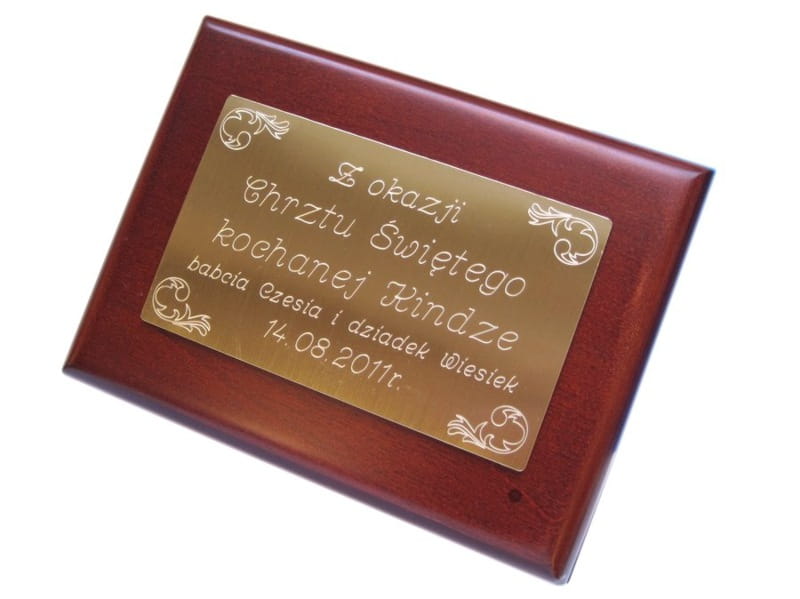 Z okazji
Chrztu Świętego
kochanej Kindze
babcia Czesia i dziadek Wiesiek
14.08.2011r.